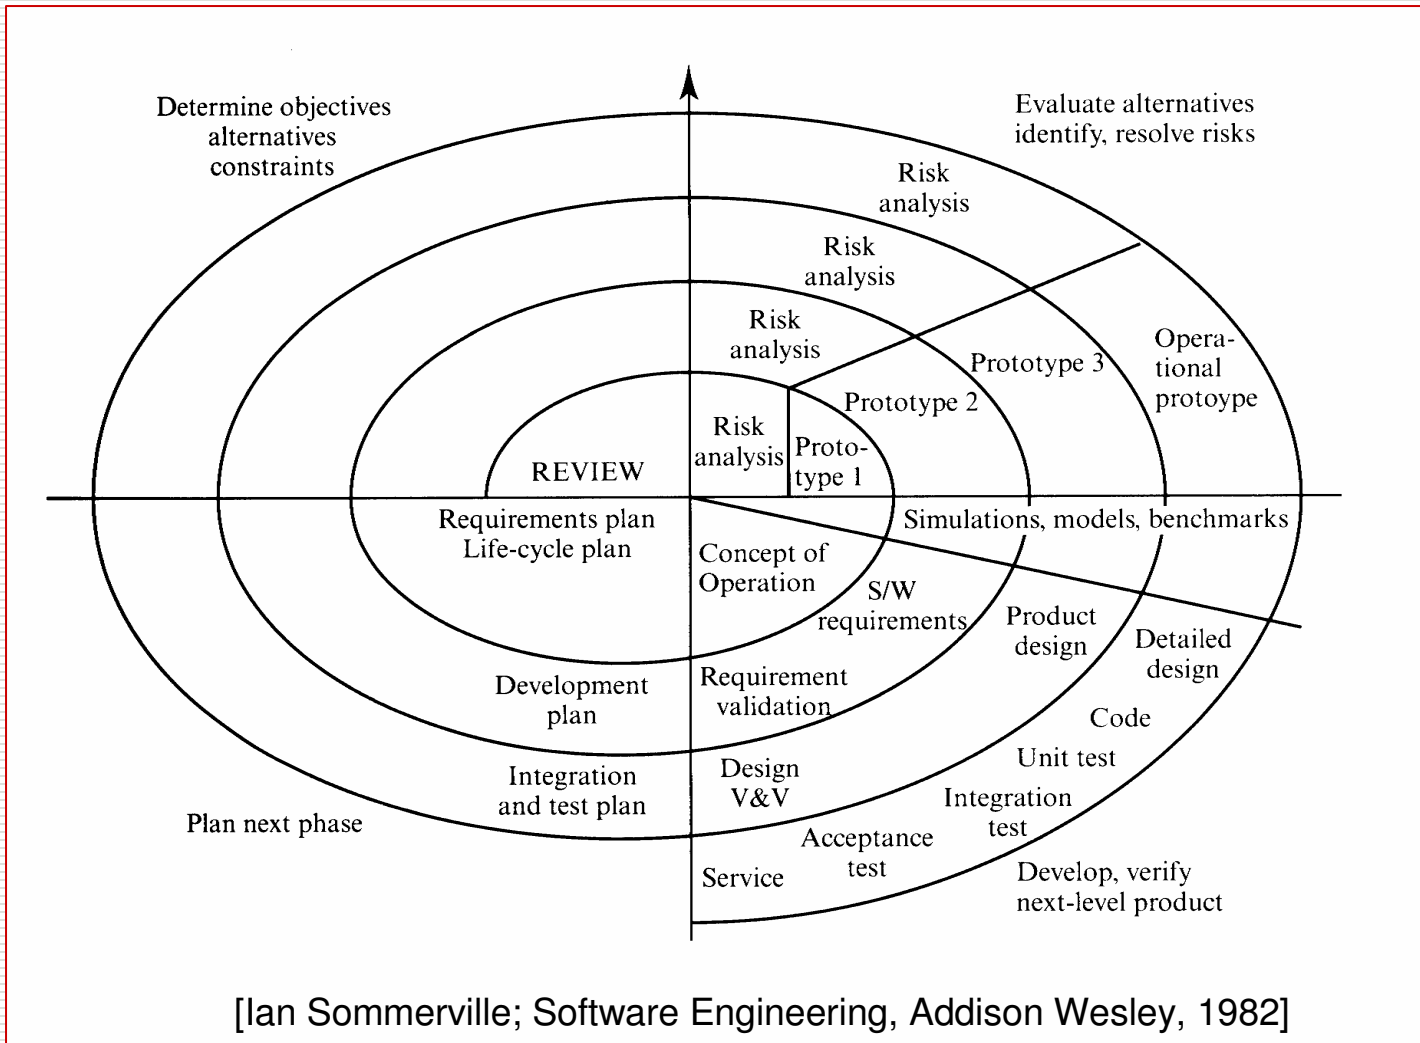 Determine objectives
alternatives
constraints
Evaluate alternatives
identify, resolve risks
Risk
analysis
Risk
analysis
Risk
analysis
Risk
analysis
Opera-
tional
protoype
Prototype 3
Prototype 2
Proto-
type 1
REVIEW
Requirements plan
Life-cycle plan
Simulations, models, benchmarks
Concept of
Operation
S/W
requirements
Product
design
Detailed
design
Development
plan
Requirement
validation
Code
Unit test
Integration
and test plan
Design
V&V
Integration
test
Acceptance
test
Service
Plan next phase
Develop, verify
next-level product
[Ian Sommerville; Software Engineering, Addison Wesley, 1982]